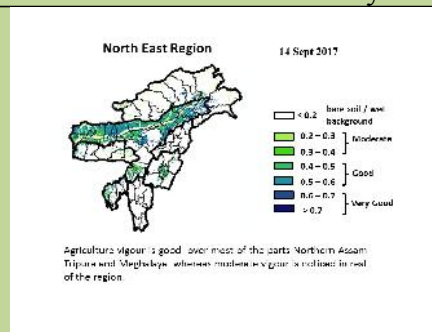 North East Region
14 Sept 2017
< 0.2 bare soil / wet background
0.2 – 0.3
0.3 – 0.4
Moderate
0.4 – 0.5
0.5 – 0.6
Good
0.6 – 0.7
> 0.7
Very Good
Agriculture vigour is good over most of the parts Northern Assam
Tripura and Meghalaya whereas moderate vigour is noticed in rest
of the region.